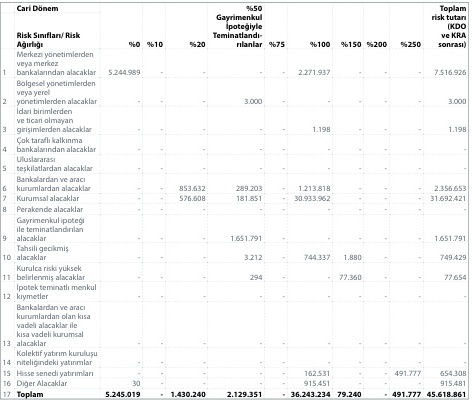 Cari Dönem %50 Toplam
Gayrimenkul risk tutarı
İpoteğiyle (KDO
Risk Sınıfları/ Risk Teminatlandı- ve KRA
Ağırlığı %0 %10 %20 rılanlar %75 %100 %150 %200 %250 sonrası)
Merkezi yönetimlerden
veya merkez
1 bankalarından alacaklar 5.244.989 - - - - 2.271.937 - - - 7.516.926
Bölgesel yönetimlerden
veya yerel
2 yönetimlerden alacaklar - - - 3.000 - - - - - 3.000
İdari birimlerden
ve ticari olmayan
3 girişimlerden alacaklar - - - - - 1.198 - - - 1.198
Çok taraflı kalkınma
4 bankalarından alacaklar - - - - - - - - - -
Uluslararası
5 teşkilatlardan alacaklar - - - - - - - - - -
Bankalardan ve aracı
6 kurumlardan alacaklar - - 853.632 289.203 - 1.213.818 - - - 2.356.653
7 Kurumsal alacaklar - - 576.608 181.851 - 30.933.962 - - - 31.692.421
8 Perakende alacaklar - - - - - - - - - -
Gayrimenkul ipoteği
ile teminatlandırılan
9 alacaklar - - - 1.651.791 - - - - - 1.651.791
Tahsili gecikmiş
10 alacaklar - - - 3.212 - 744.337 1.880 - - 749.429
Kurulca riski yüksek
11 belirlenmiş alacaklar - - - 294 - - 77.360 - - 77.654
İpotek teminatlı menkul
12 kıymetler - - - - - - - - - -
Bankalardan ve aracı
kurumlardan olan kısa
vadeli alacaklar ile
kısa vadeli kurumsal
13 alacaklar - - - - - - - - - -
Kolektif yatırım kuruluşu
14 niteliğindeki yatırımlar - - - - - - - - - -
15 Hisse senedi yatırımları - - - - - 162.531 - - 491.777 654.308
16 Diğer Alacaklar 30 - - - - 915.451 - - - 915.481
17 Toplam 5.245.019 - 1.430.240 2.129.351 - 36.243.234 79.240 - 491.777 45.618.861